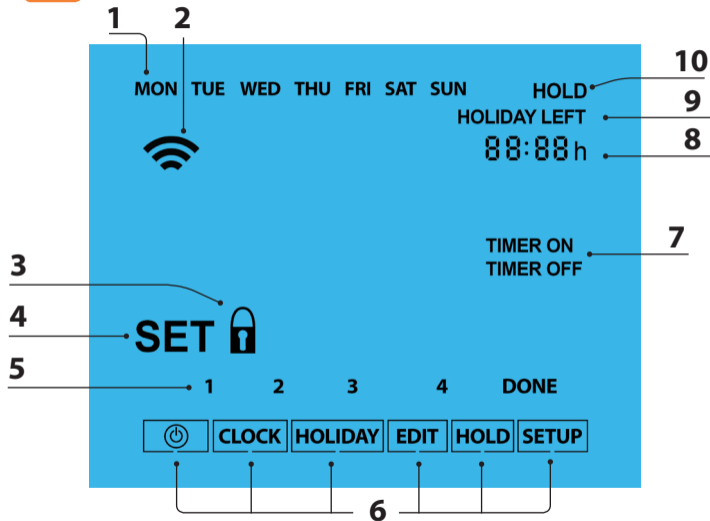 1 2
MON TUE WED THU FRI SAT SUN
HOLD 10
HOLIDAY LEFT 9
88:88h 8
TIMER ON 7
TIMER OFF
3
4 SET
5 1 2 3 4 DONE
CLOCK HOLIDAY EDIT HOLD SETUP
6